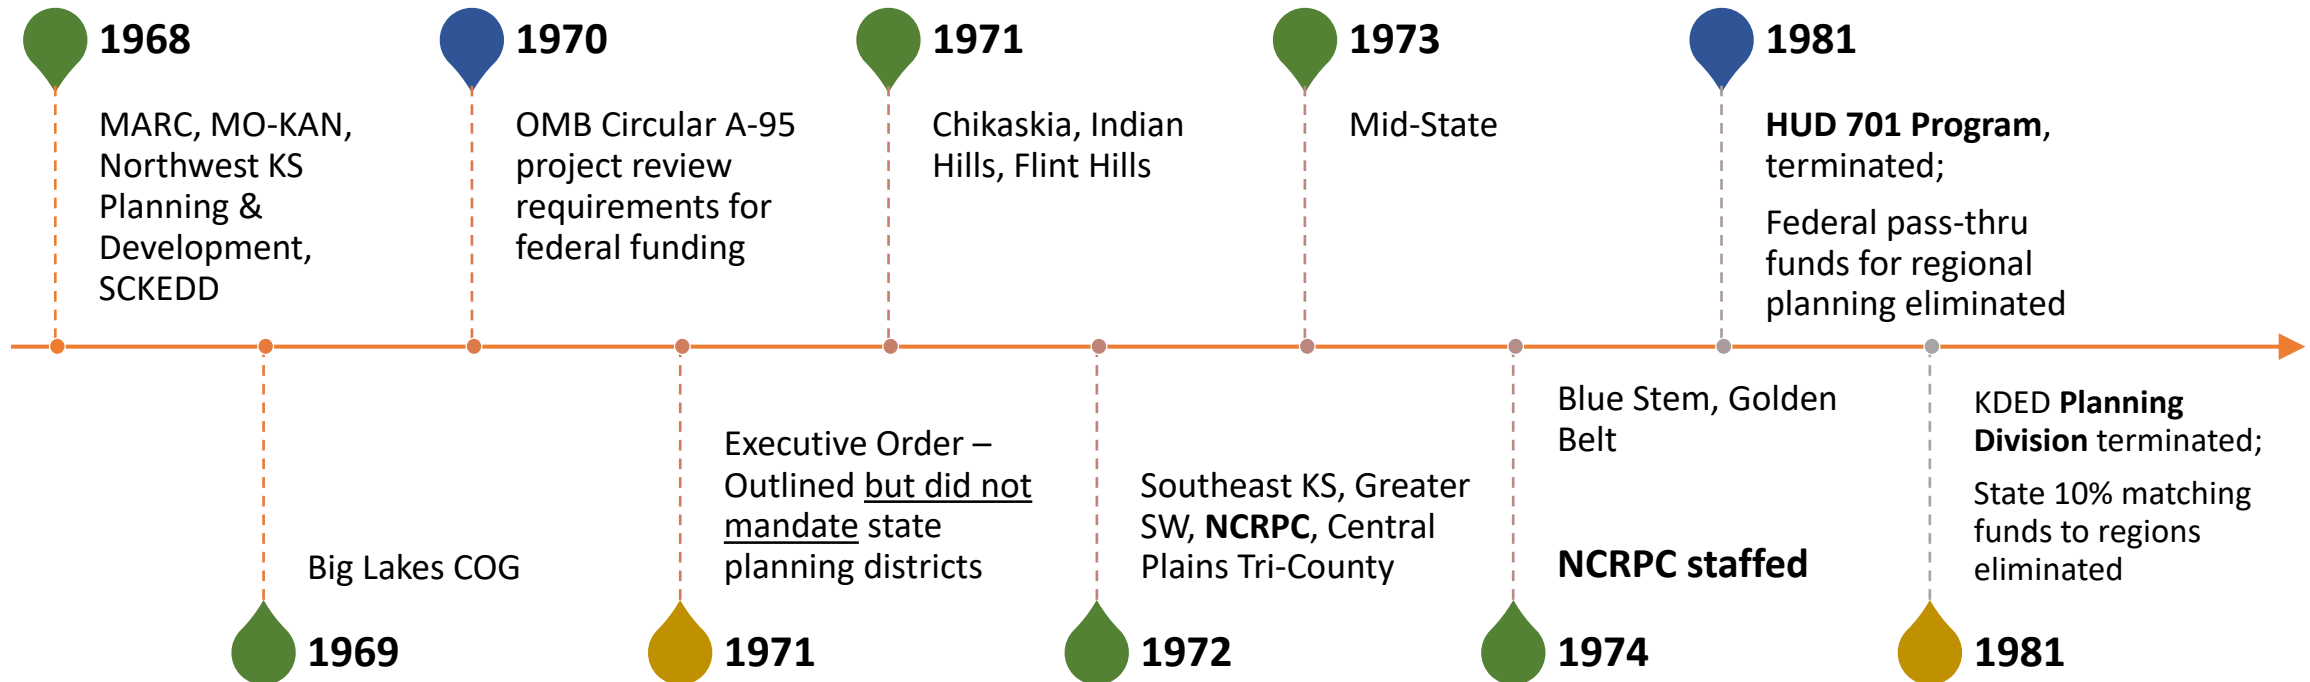 1968
MARC, MO-KAN,
Northwest KS
Planning &
Development,
SCKEDD
1969
Big Lakes COG
1970
OMB Circular A-95
project review
requirements for
federal funding
1971
Executive Order –
Outlined but did not
mandate state
planning districts
1971
Chikaskia, Indian
Hills, Flint Hills
1972
Southeast KS, Greater
SW, NCRPC, Central
Plains Tri-County
1973
Mid-State
1974
Blue Stem, Golden
Belt
NCRPC staffed
1981
HUD 701 Program,
terminated;
Federal pass-thru
funds for regional
planning eliminated
1981
KDED Planning
Division terminated;
State 10% matching
funds to regions
eliminated